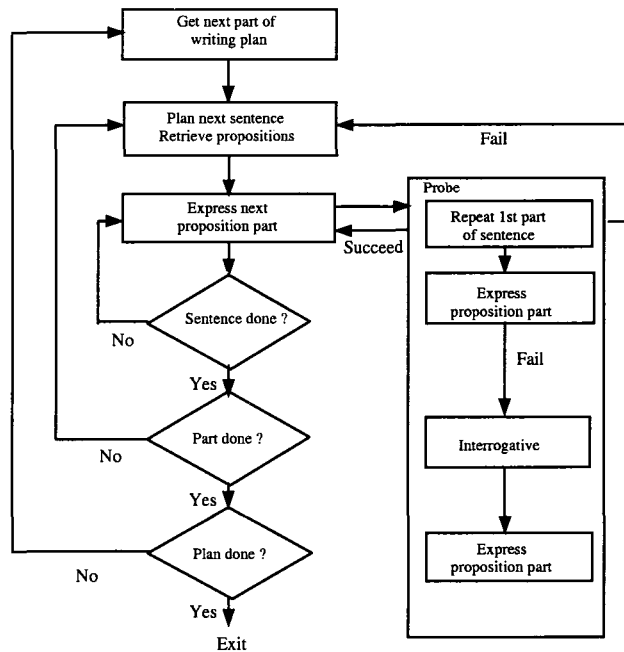 Get next part of
writing plan
Plan next sentence
Retrieve propositions
Fail
Probe
Express next
proposition part
Succeed
Repeat 1st part
of sentence
Express
proposition part
Sentence done ?
No
Fail
Yes
Part done ?
No
Interrogative
Yes
Plan done ?
No
Express
proposition part
Yes
Exit